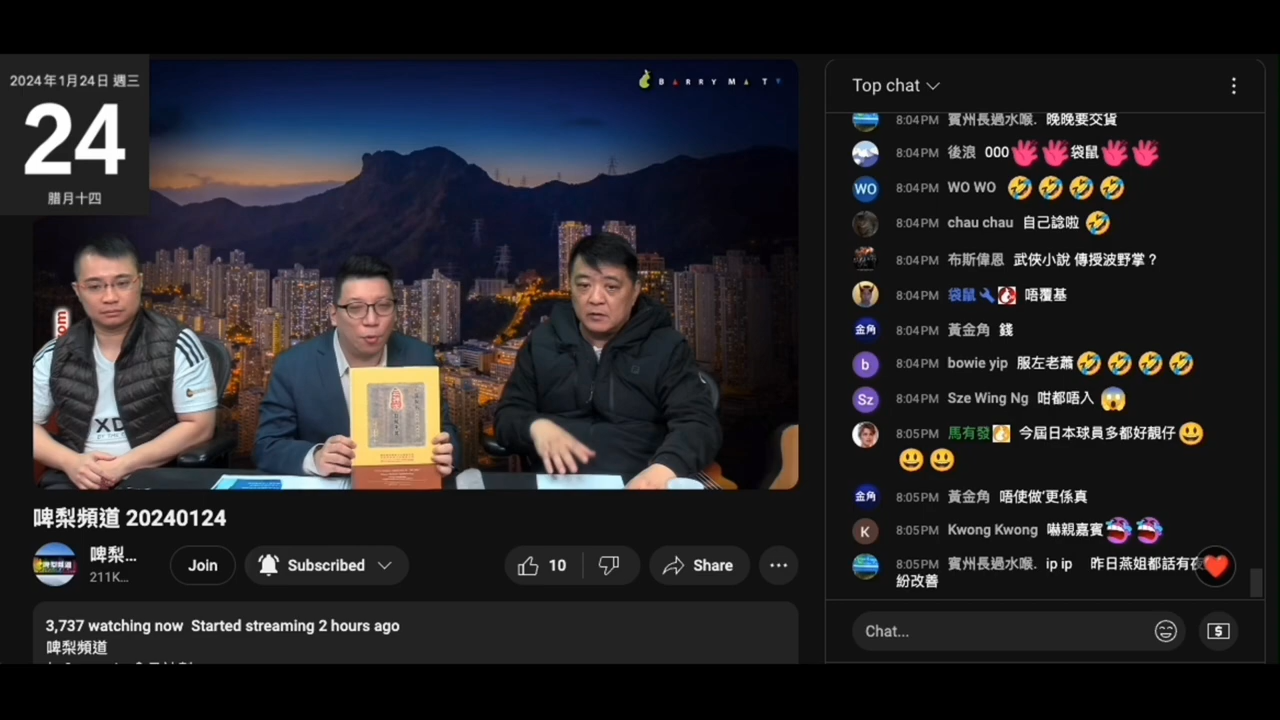 2024年1月24日 週三
24
腊月十四
BARRY MA TV
om
XD
啤梨頻道 20240124
啤梨...
211K...
Join
Subscribed
10
Share
3,737 watching now Started streaming 2 hours ago
啤梨頻道
Top chat
8:04PM 賓州長過水喉. 晚晚要交貨
8:04PM 後浪 000袋鼠
WO 8:04PM WO WO
8:04PM chau chau 自己諗啦
8:04PM 布斯偉恩 武俠小說 傳授波野掌？
8:04PM 袋鼠 唔覆基
金角 8:04PM 黃金角 錢
b 8:04PM bowie yip 服左老蕭
Sz 8:04PM Sze Wing Ng 咁都唔入
8:05PM 馬有發 今屆日本球員多都好靚仔
金角 8:05PM 黃金角 唔使做'更係真
K 8:05PM Kwong Kwong 嚇親嘉賓
8:05PM 賓州長過水喉. ip ip 昨日燕姐都話有夜
紛改善
Chat...